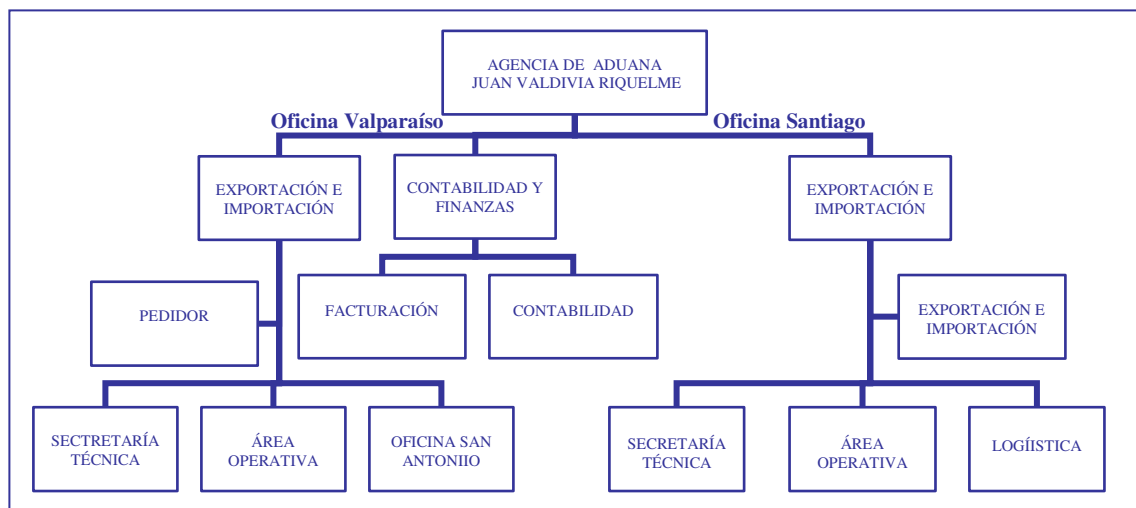 AGENCIA DE ADUANA
JUAN VALDIVIA RIQUELME
Oficina Valparaíso
Oficina Santiago
EXPORTACIÓN E
IMPORTACIÓN
CONTABILIDAD Y
FINANZAS
EXPORTACIÓN E
IMPORTACIÓN
PEDIDOR
FACTURACIÓN
CONTABILIDAD
EXPORTACIÓN E
IMPORTACIÓN
SECTRETARÍA
TÉCNICA
ÁREA
OPERATIVA
OFICINA SAN
ANTONIIO
SECRETARÍA
TÉCNICA
ÁREA
OPERATIVA
LOGÍISTICA